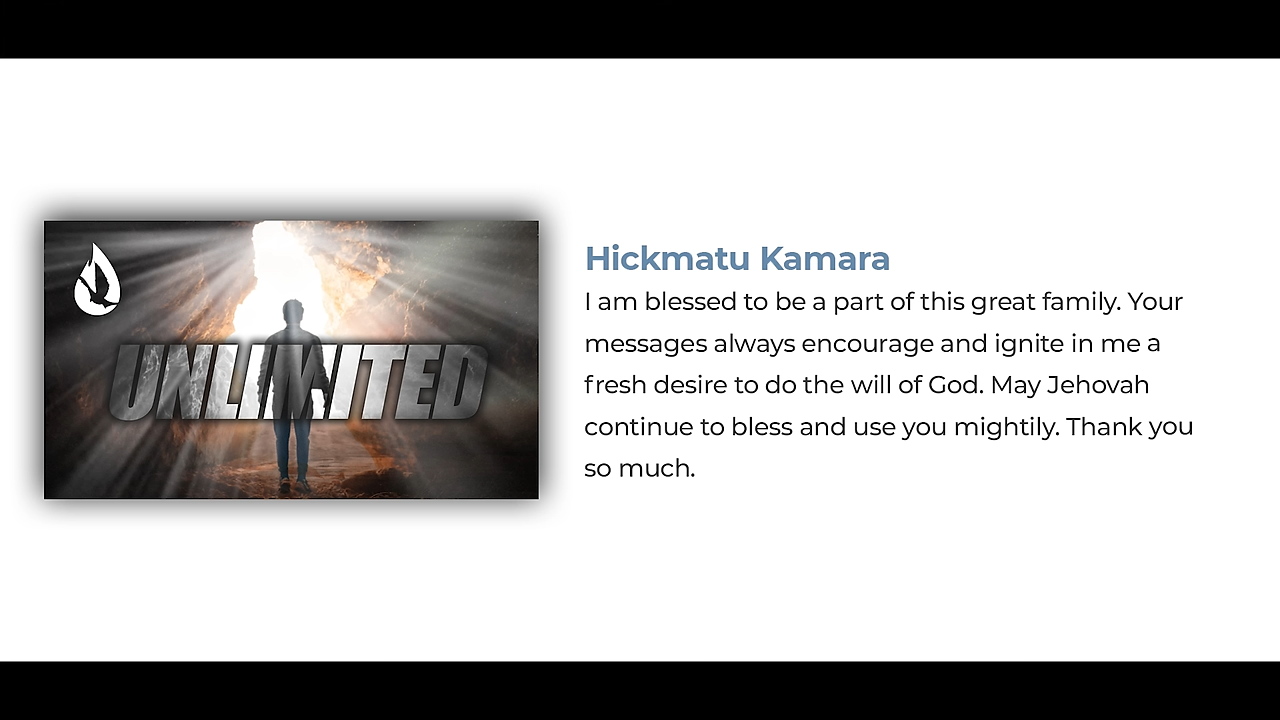 UNLIMITED
Hickmatu Kamara
I am blessed to be a part of this great family. Your
messages always encourage and ignite in me a
fresh desire to do the will of God. May Jehovah
continue to bless and use you mightily. Thank you
so much.